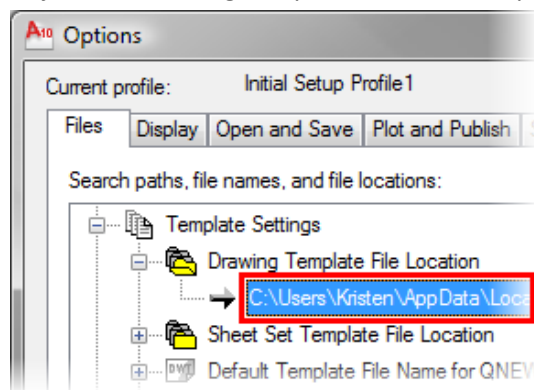 A10 Options
Current profile: Initial Setup Profile1
Files Display Open and Save Plot and Publish
Search paths, file names, and file locations:
Template Settings
Drawing Template File Location
C:\Users\Kristen\AppData\Loca
Sheet Set Template File Location
DWT Default Template File Name for QNEW